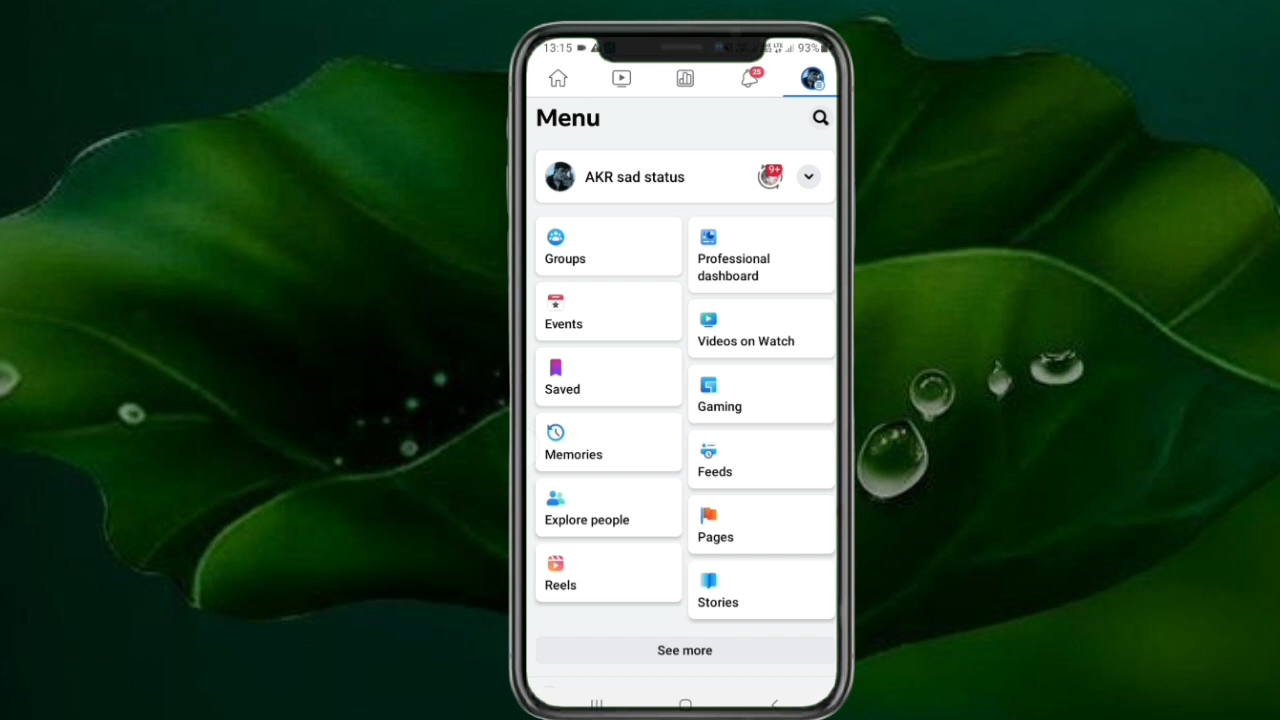 13:15
93%
25
Menu
AKR sad status
9+
Groups
Professional
dashboard
Events
Videos on Watch
Saved
Gaming
Memories
Feeds
Explore people
Pages
Reels
Stories
See more